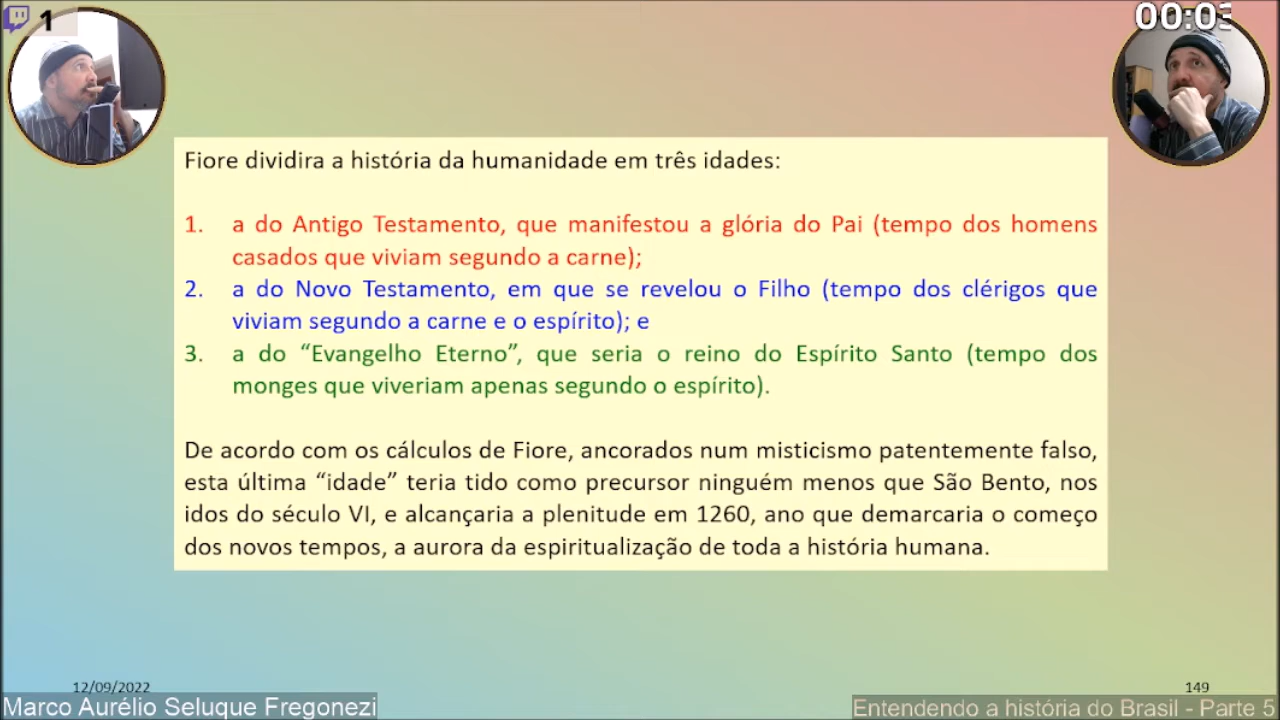 1
00:03
Fiore dividira a história da humanidade em três idades:
1. a do Antigo Testamento, que manifestou a glória do Pai (tempo dos homens
casados que viviam segundo a carne);
2. a do Novo Testamento, em que se revelou o Filho (tempo dos clérigos que
viviam segundo a carne e o espírito); e
3. a do “Evangelho Eterno”, que seria o reino do Espírito Santo (tempo dos
monges que viveriam apenas segundo o espírito).
De acordo com os cálculos de Fiore, ancorados num misticismo patentemente falso,
esta última “idade” teria tido como precursor ninguém menos que São Bento, nos
idos do século VI, e alcançaria a plenitude em 1260, ano que demarcaria o começo
dos novos tempos, a aurora da espiritualização de toda a história humana.
12/09/2022
149
Marco Aurélio Seluque Fregonezi
Entendendo a história do Brasil - Parte 5